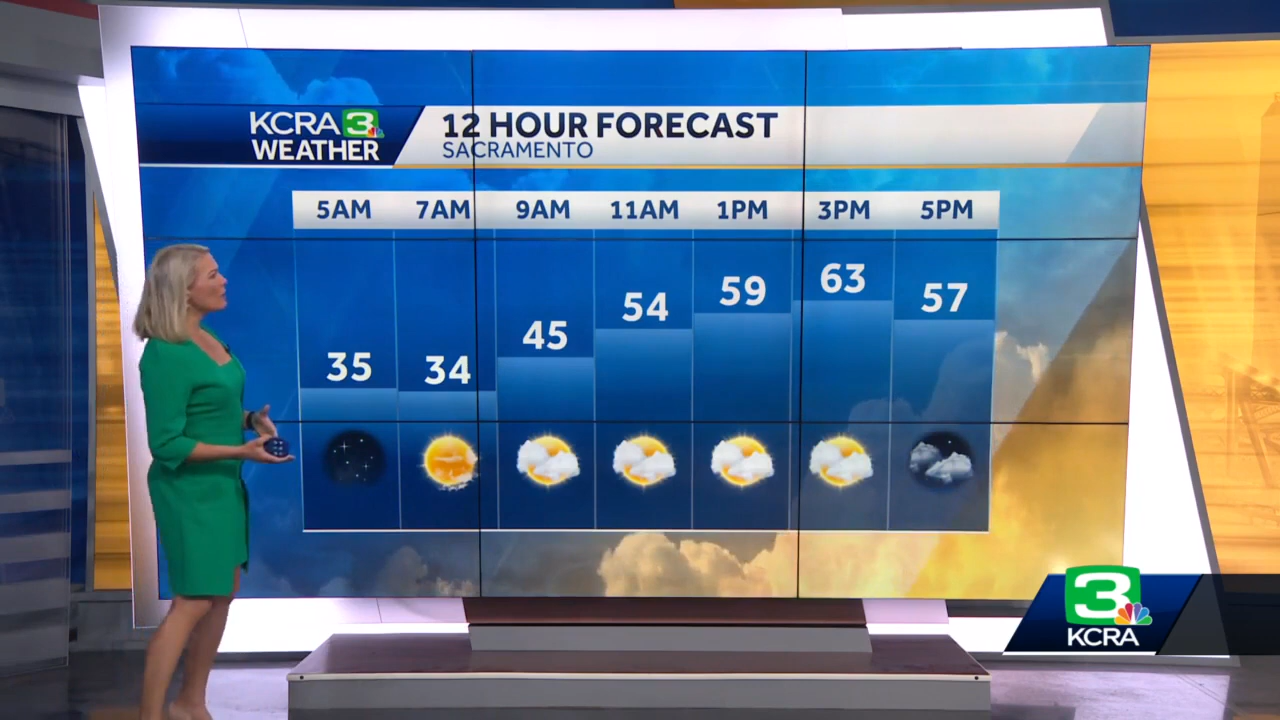 KCRA 3
WEATHER
12 HOUR FORECAST
SACRAMENTO
5AM 7AM 9AM 11AM 1PM 3PM 5PM
35 34 45 54 59 63 57
3
KCRA